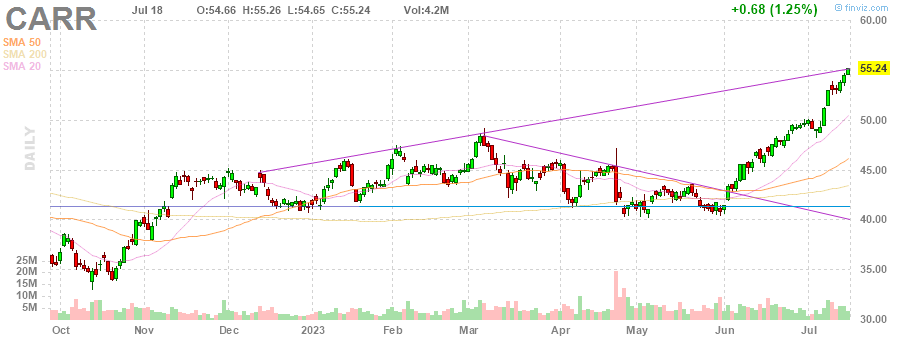 CARR
Jul 18 O:54.66 H:55.26 L:54.65 C:55.24 Vol:4.2M +0.68 (1.25%) © finviz.com
SMA 50
SMA 200
SMA 20
DAILY
60.00
55.24
50.00
45.00
40.00
35.00
30.00
25M
20M
15M
10M
5M
Oct Nov Dec 2023 Feb Mar Apr May Jun Jul